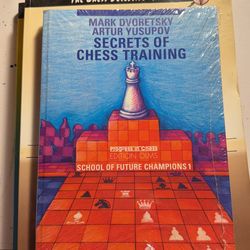 MARK DVORETSKY
ARTUR YUSUPOV
SECRETS OF
CHESS TRAINING
Progress in Chess
EDITION OLMS
SCHOOL OF FUTURE CHAMPIONS 1